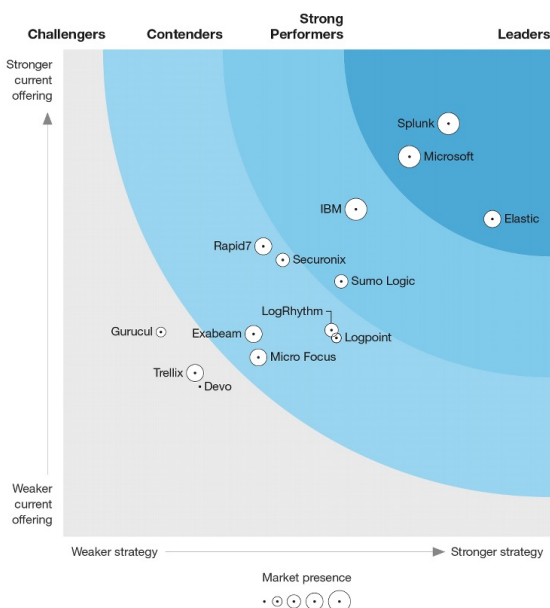 Challengers
Contenders
Strong
Performers
Leaders
Stronger
current
offering
Splunk
Microsoft
IBM
Elastic
Rapid7
Securonix
Sumo Logic
LogRhythm
Gurucul
Exabeam
Logpoint
Micro Focus
Trellix
Devo
Weaker
current
offering
Weaker strategy
Stronger strategy
Market presence